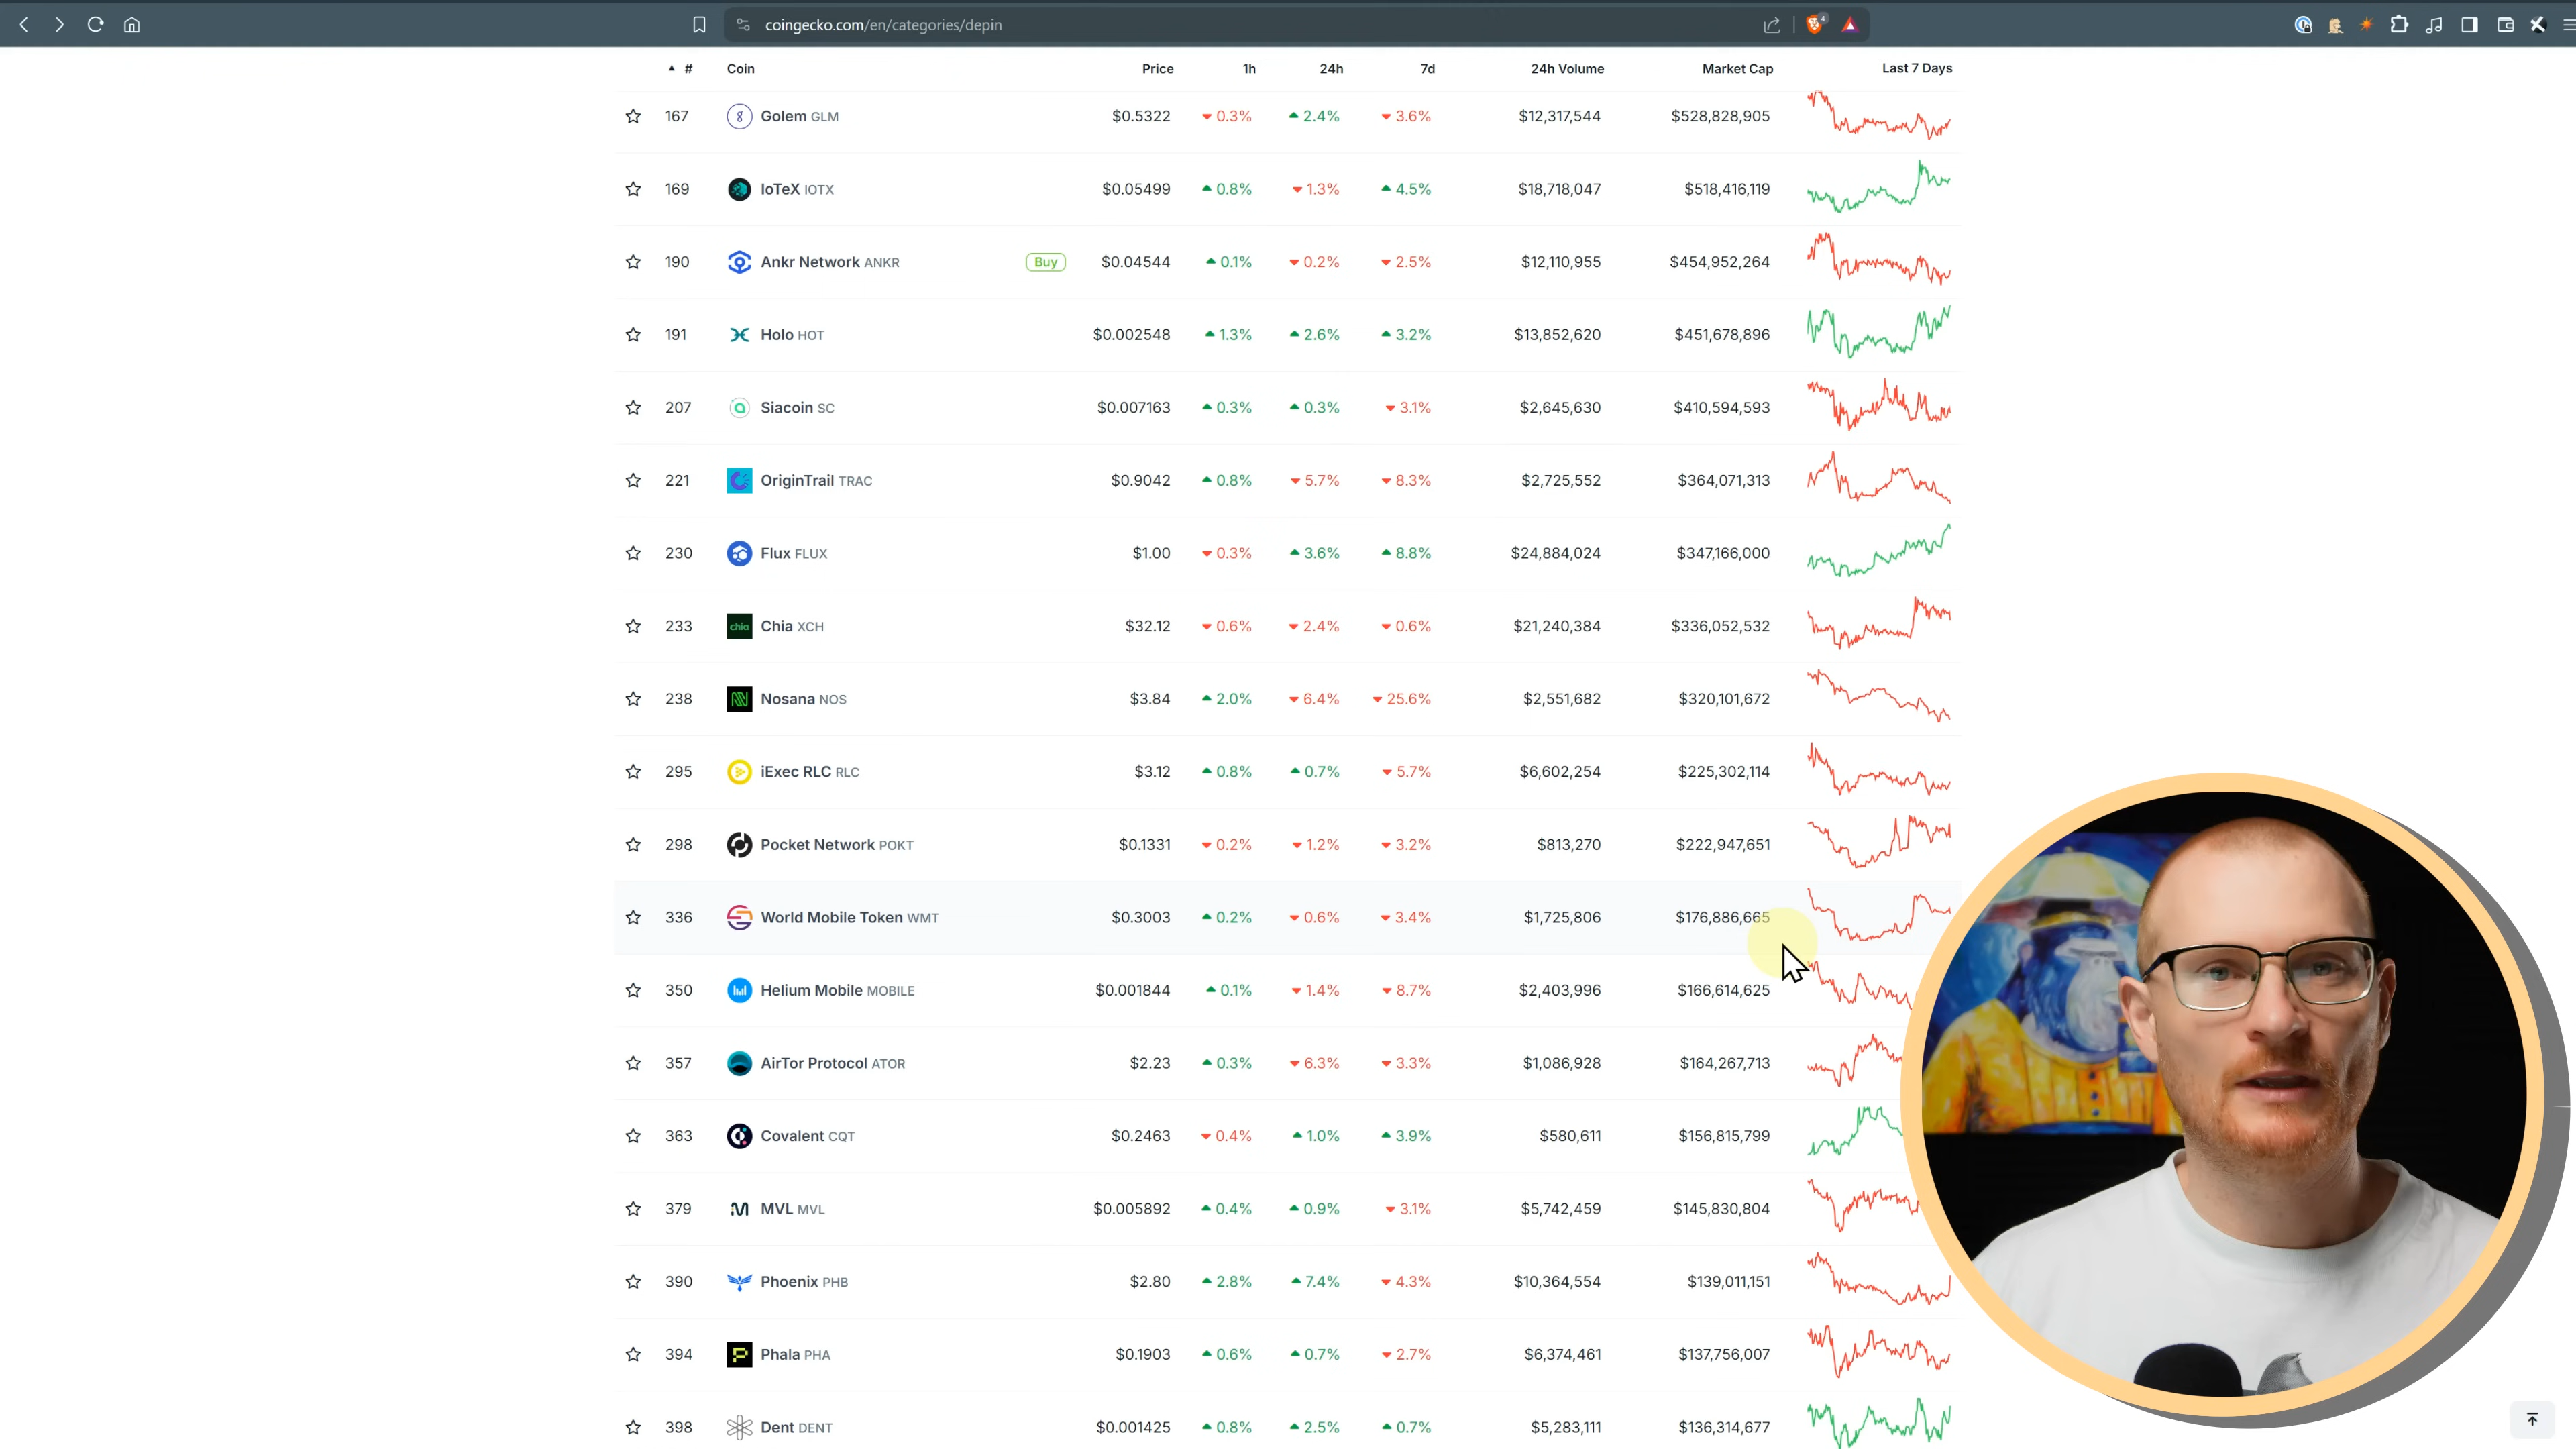 coingecko.com/en/categories/depin
4
# Coin Price 1h 24h 7d 24h Volume Market Cap Last 7 Days
167 Golem GLM $0.5322 0.3% 2.4% 3.6% $12,317,544 $528,828,905
169 IoTeX IOTX $0.05499 0.8% 1.3% 4.5% $18,718,047 $518,416,119
190 Ankr Network ANKR Buy $0.04544 0.1% 0.2% 2.5% $12,110,955 $454,952,264
191 Holo HOT $0.002548 1.3% 2.6% 3.2% $13,852,620 $451,678,896
207 Siacoin SC $0.007163 0.3% 0.3% 3.1% $2,645,630 $410,594,593
221 OriginTrail TRAC $0.9042 0.8% 5.7% 8.3% $2,725,552 $364,071,313
230 Flux FLUX $1.00 0.3% 3.6% 8.8% $24,884,024 $347,166,000
233 chia Chia XCH $32.12 0.6% 2.4% 0.6% $21,240,384 $336,052,532
238 Nosana NOS $3.84 2.0% 6.4% 25.6% $2,551,682 $320,101,672
295 iExec RLC RLC $3.12 0.8% 0.7% 5.7% $6,602,254 $225,302,114
298 Pocket Network POKT $0.1331 0.2% 1.2% 3.2% $813,270 $222,947,651
336 World Mobile Token WMT $0.3003 0.2% 0.6% 3.4% $1,725,806 $176,886,665
350 Helium Mobile MOBILE $0.001844 0.1% 1.4% 8.7% $2,403,996 $166,614,625
357 AirTor Protocol ATOR $2.23 0.3% 6.3% 3.3% $1,086,928 $164,267,713
363 Covalent CQT $0.2463 0.4% 1.0% 3.9% $580,611 $156,815,799
379 MVL MVL $0.005892 0.4% 0.9% 3.1% $5,742,459 $145,830,804
390 Phoenix PHB $2.80 2.8% 7.4% 4.3% $10,364,554 $139,011,151
394 Phala PHA $0.1903 0.6% 0.7% 2.7% $6,374,461 $137,756,007
398 Dent DENT $0.001425 0.8% 2.5% 0.7% $5,283,111 $136,314,677